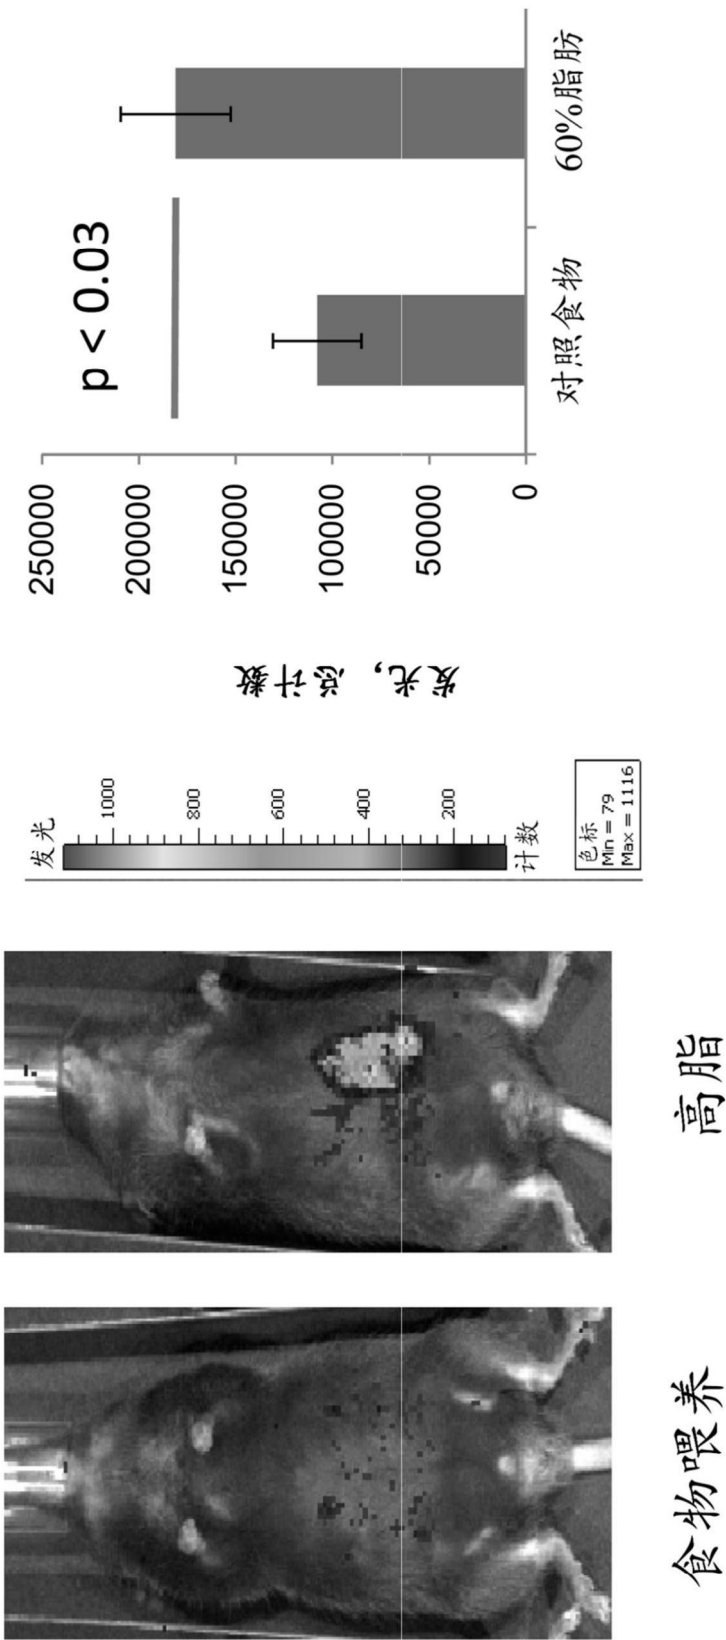 食物喂养
高脂
发光
1000
800
600
400
200
计数
色标
Min = 79
Max = 1116
发光，总计数
250000
200000
150000
100000
50000
0
p < 0.03
对照食物
60%脂肪